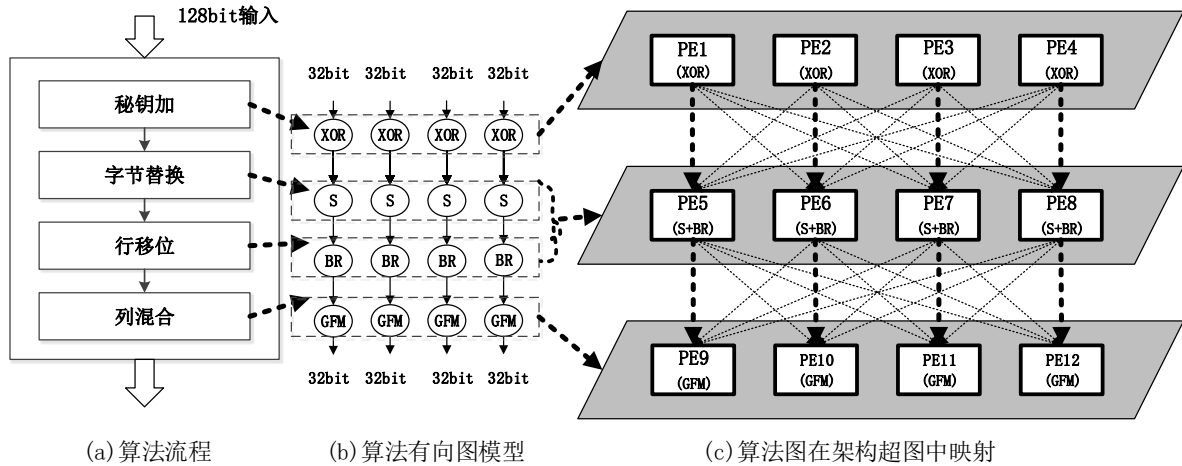 128bit输入
秘钥加
字节替换
行移位
列混合
32bit 32bit 32bit 32bit
XOR XOR XOR XOR
S S S S
BR BR BR BR
GFM GFM GFM GFM
32bit 32bit 32bit 32bit
PE1 PE2 PE3 PE4
(XOR) (XOR) (XOR) (XOR)
PE5 PE6 PE7 PE8
(S+BR) (S+BR) (S+BR) (S+BR)
PE9 PE10 PE11 PE12
(GFM) (GFM) (GFM) (GFM)
(a)算法流程 (b)算法有向图模型 (c)算法图在架构超图中映射